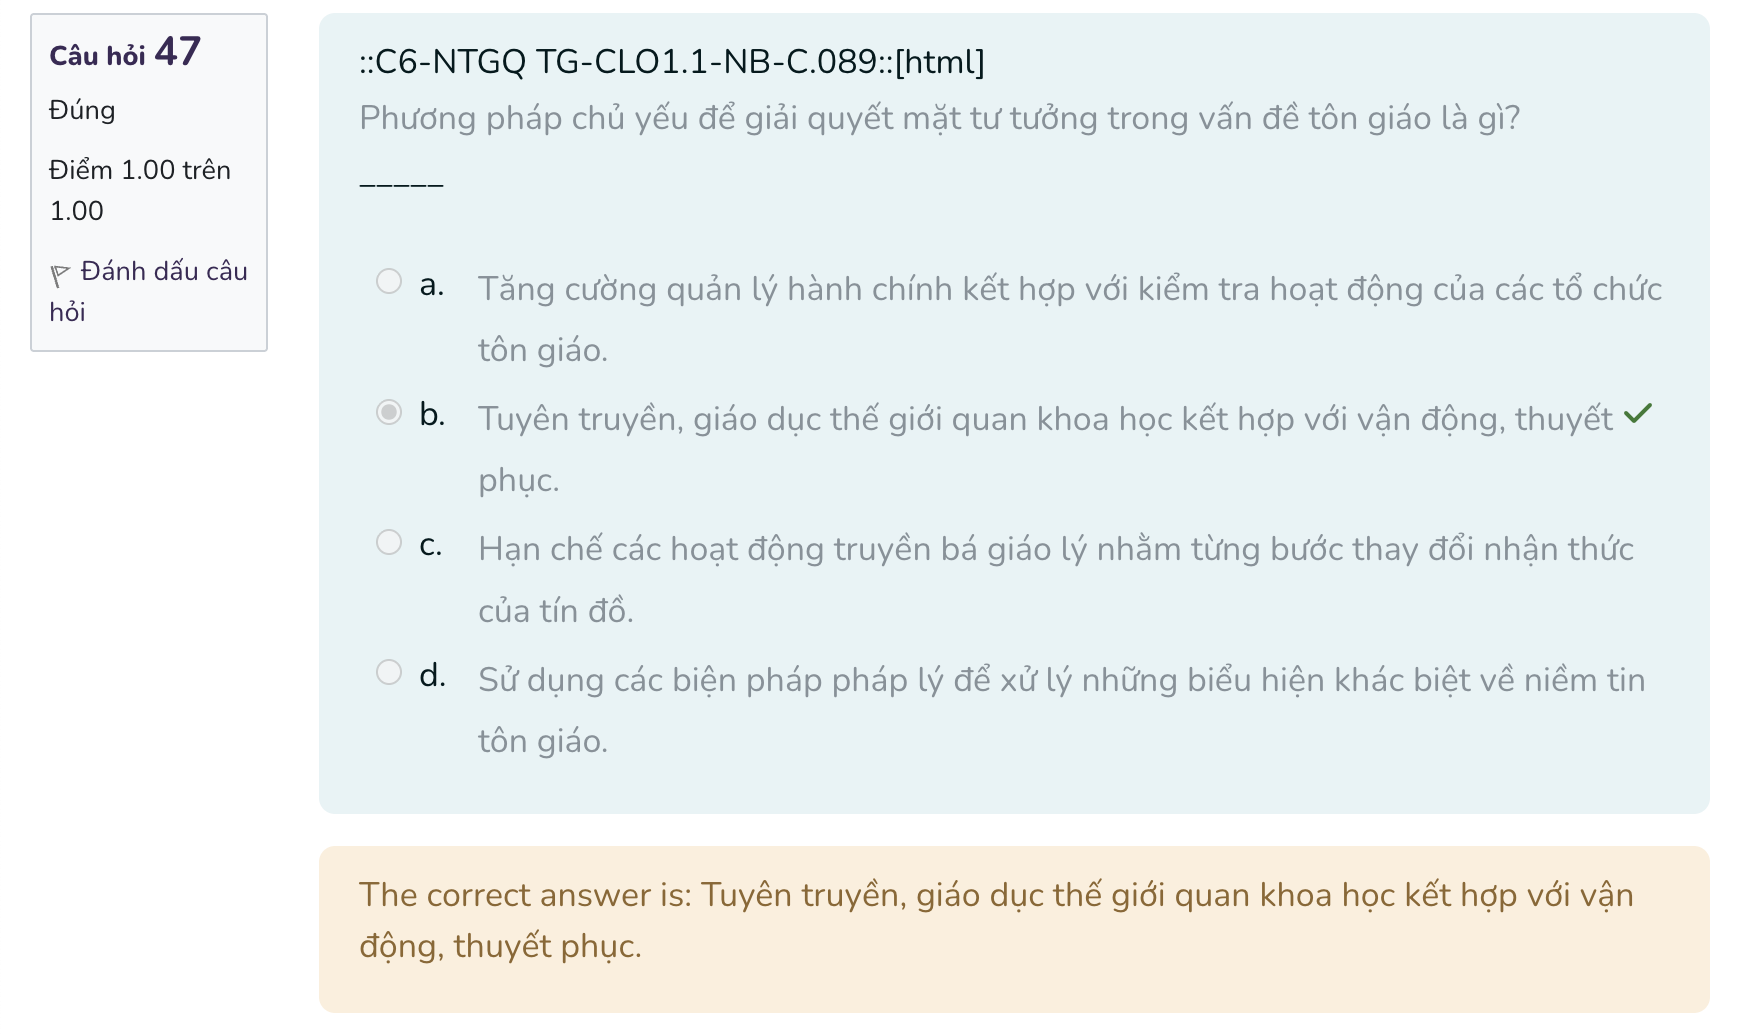 Câu hỏi 47
Đúng
Điểm 1.00 trên
1.00
Đánh dấu câu
hỏi
::C6-NTGQ TG-CLO1.1-NB-C.089::[html]
Phương pháp chủ yếu để giải quyết mặt tư tưởng trong vấn đề tôn giáo là gì?
_____
a. Tăng cường quản lý hành chính kết hợp với kiểm tra hoạt động của các tổ chức
tôn giáo.
b. Tuyên truyền, giáo dục thế giới quan khoa học kết hợp với vận động, thuyết
phục.
c. Hạn chế các hoạt động truyền bá giáo lý nhằm từng bước thay đổi nhận thức
của tín đồ.
d. Sử dụng các biện pháp pháp lý để xử lý những biểu hiện khác biệt về niềm tin
tôn giáo.
The correct answer is: Tuyên truyền, giáo dục thế giới quan khoa học kết hợp với vận
động, thuyết phục.